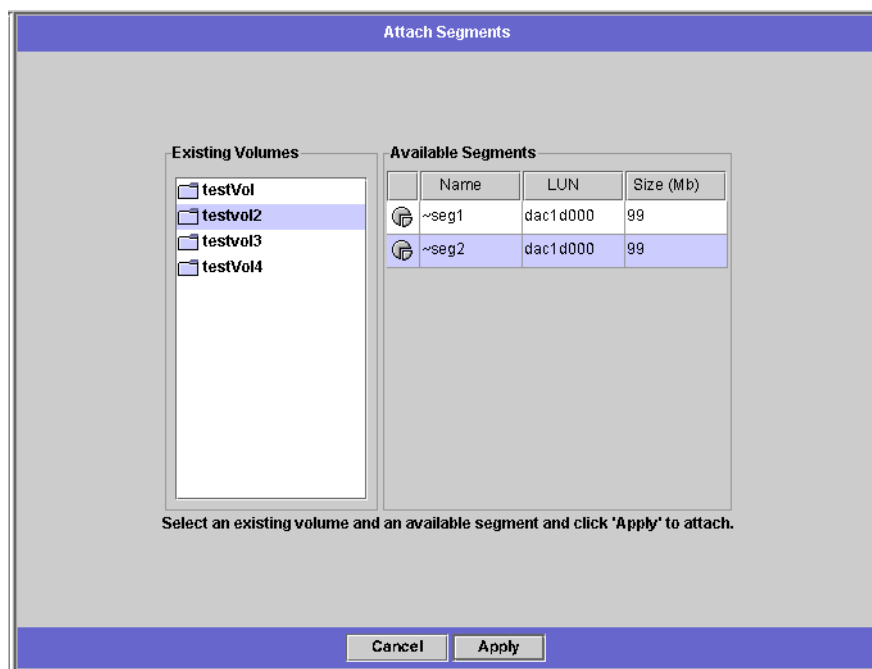 Attach Segments
Existing Volumes
testVol
testvol2
testvol3
testVol4
Available Segments
Name LUN Size (Mb)
~seg1 dac1d000 99
~seg2 dac1d000 99
Select an existing volume and an available segment and click 'Apply' to attach.
Cancel Apply